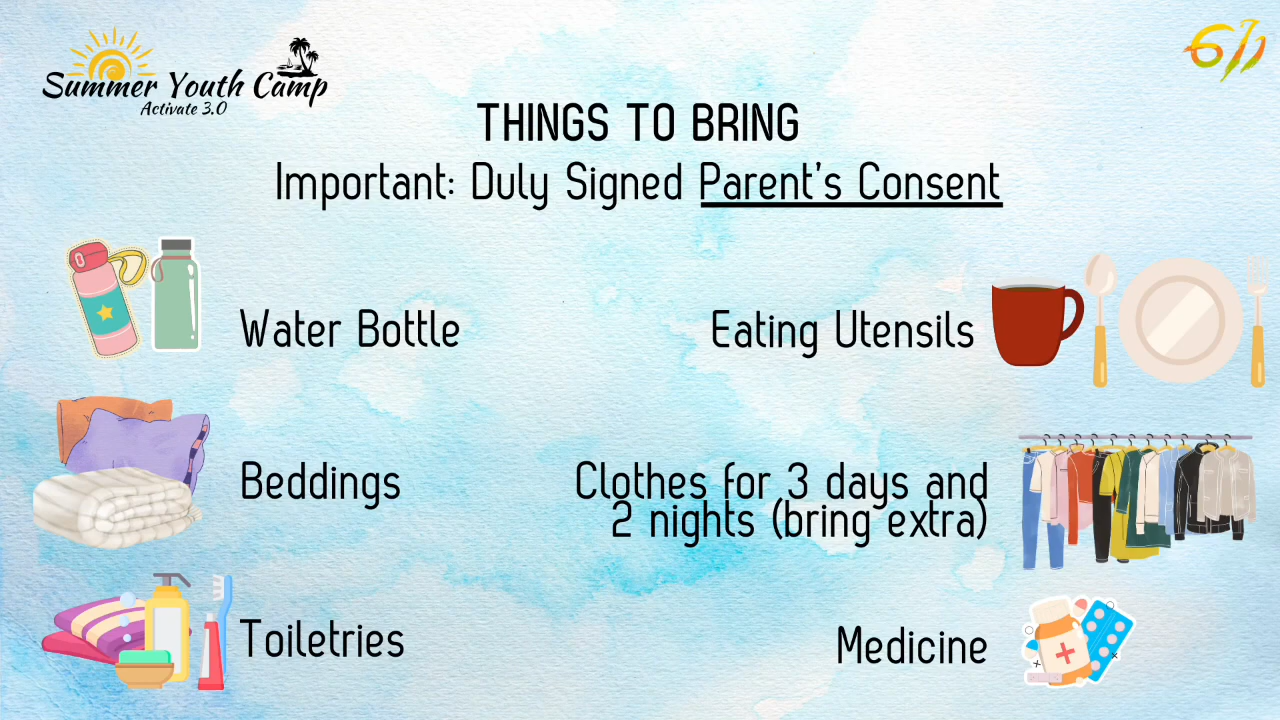 Summer Youth Camp
Activate 3.0
611
THINGS TO BRING
Important: Duly Signed Parent's Consent
Water Bottle
Eating Utensils
Beddings
Clothes for 3 days and
2 nights (bring extra)
Toiletries
Medicine